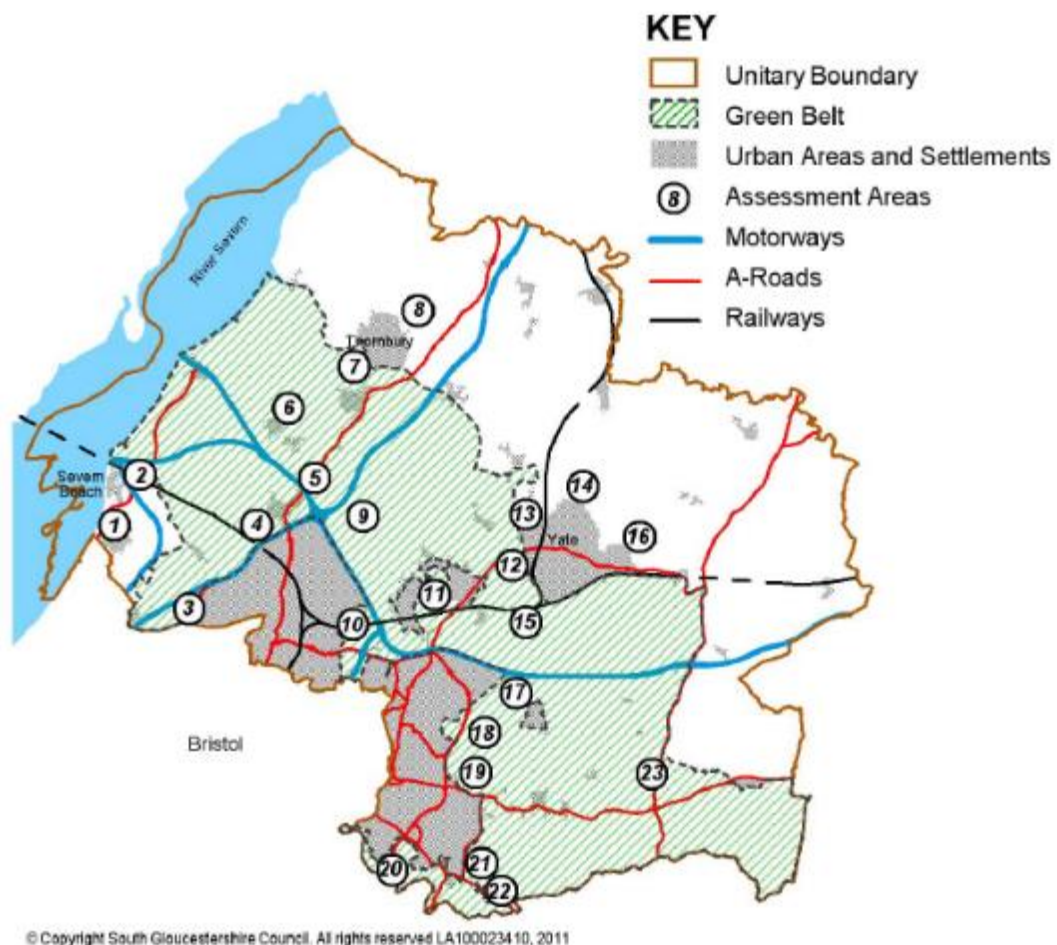 KEY
Unitary Boundary
Green Belt
Urban Areas and Settlements
8 Assessment Areas
Motorways
A-Roads
Railways
River Severn
8
Thornbury
7
6
2
5
14
Severn
Beach
13
1
4
9
16
Yate
12
11
3
10
15
17
18
Bristol
19
23
21
20
22
© Copyright South Gloucestershire Council. All rights reserved LA100023410, 2011